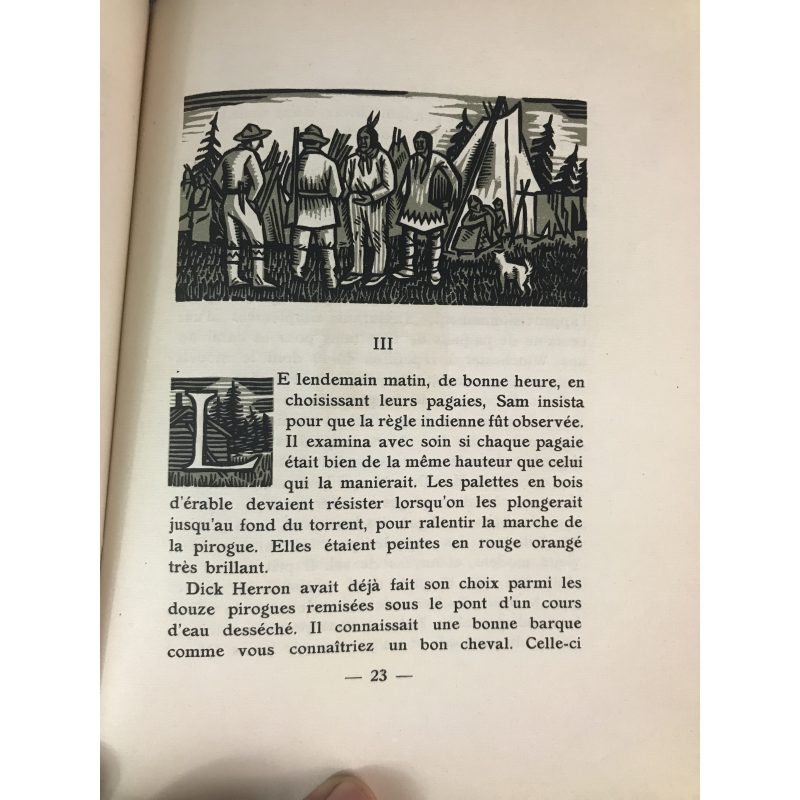 III
LE lendemain matin, de bonne heure, en
choisissant leurs pagaies, Sam insista
pour que la règle indienne fût observée.
Il examina avec soin si chaque pagaie
était bien de la même hauteur que celui
qui la manierait. Les palettes en bois
d'érable devaient résister lorsqu'on les plongerait
jusqu'au fond du torrent, pour ralentir la marche de
la pirogue. Elles étaient peintes en rouge orangé
très brillant.
Dick Herron avait déjà fait son choix parmi les
douze pirogues remisées sous le pont d'un cours
d'eau desséché. Il connaissait une bonne barque
comme vous connaîtriez un bon cheval. Celle-ci
— 23 —